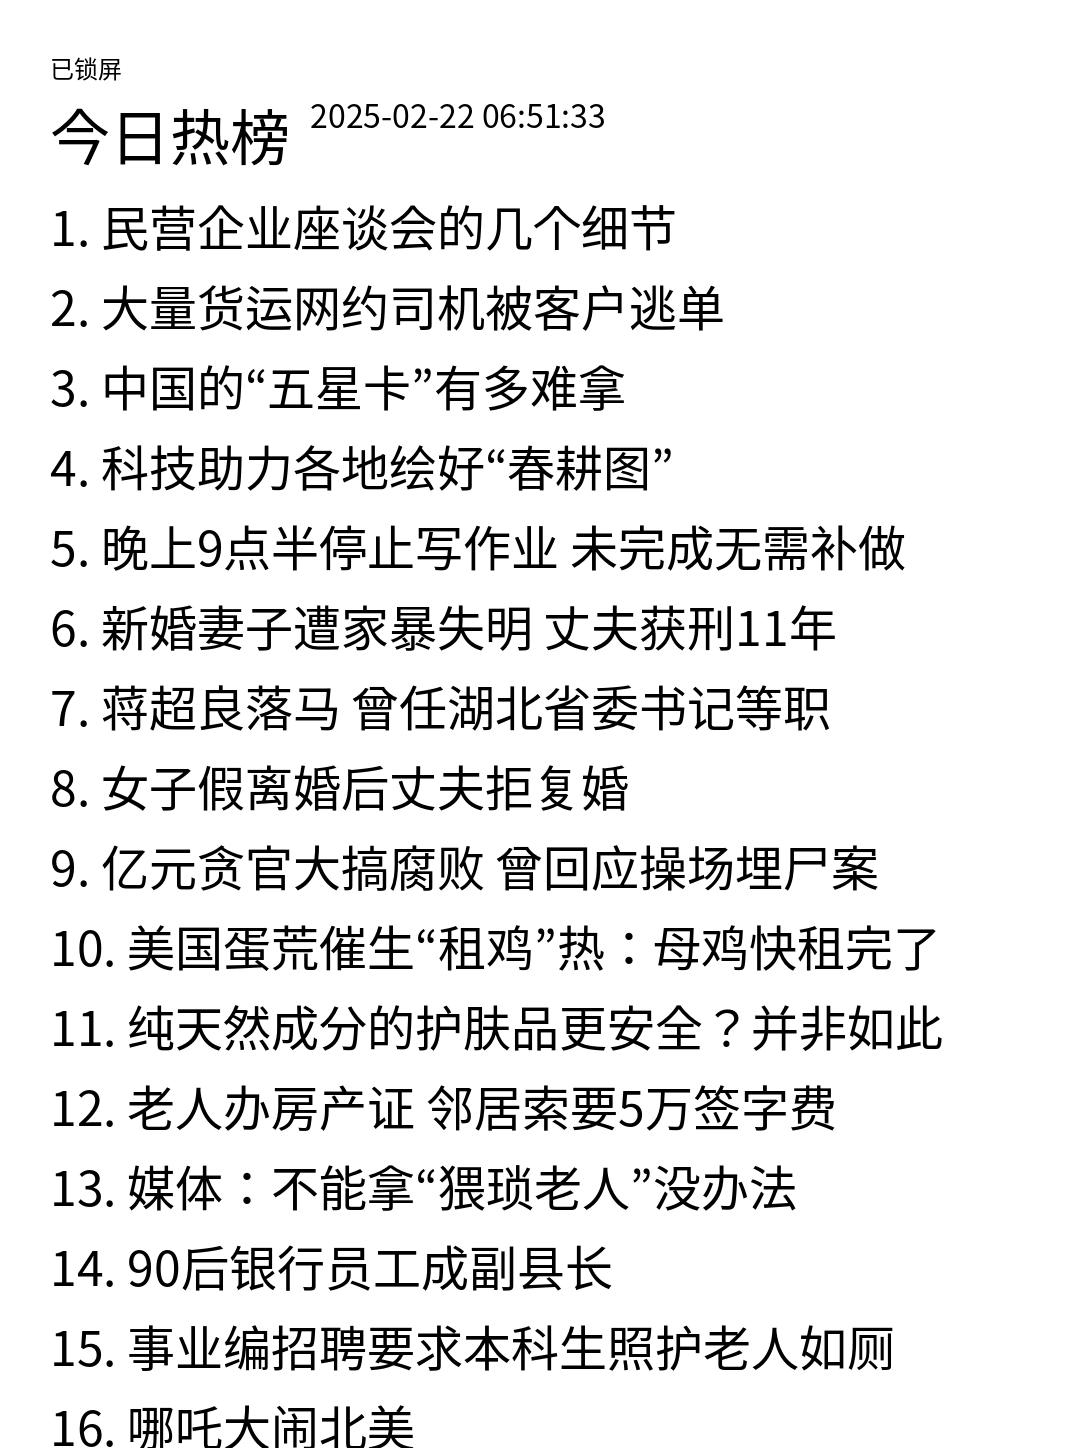 已锁屏
今日热榜 2025-02-22 06:51:33
1. 民营企业座谈会的几个细节
2. 大量货运网约司机被客户逃单
3. 中国的“五星卡”有多难拿
4. 科技助力各地绘好“春耕图”
5. 晚上9点半停止写作业 未完成无需补做
6. 新婚妻子遭家暴失明 丈夫获刑11年
7. 蒋超良落马 曾任湖北省委书记等职
8. 女子假离婚后丈夫拒复婚
9. 亿元贪官大搞腐败 曾回应操场埋尸案
10. 美国蛋荒催生“租鸡”热：母鸡快租完了
11. 纯天然成分的护肤品更安全？并非如此
12. 老人办房产证 邻居索要5万签字费
13. 媒体：不能拿“猥琐老人”没办法
14. 90后银行员工成副县长
15. 事业编招聘要求本科生照护老人如厕
16. 哪吒大闹北美